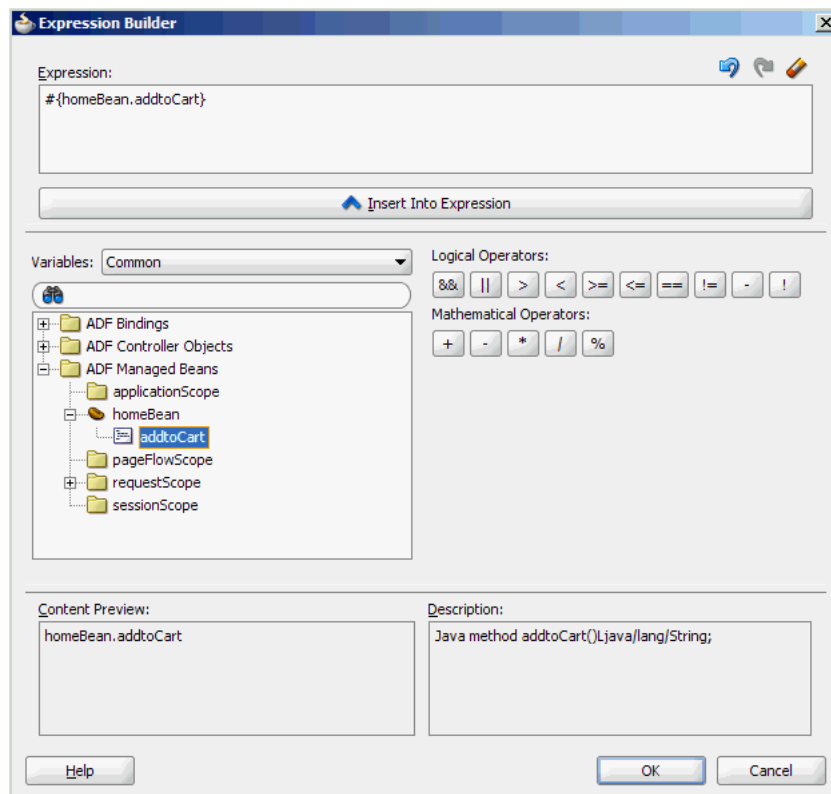 Expression Builder
Expression:
#{homeBean.addtoCart}
Insert Into Expression
Variables: Common
Logical Operators:
&& || > < >= <= == != - !
Mathematical Operators:
+ - * / %
ADF Bindings
ADF Controller Objects
ADF Managed Beans
applicationScope
homeBean
addtoCart
pageFlowScope
requestScope
sessionScope
Content Preview:
homeBean.addtoCart
Description:
Java method addtoCart()Ljava/lang/String;
Help
OK
Cancel